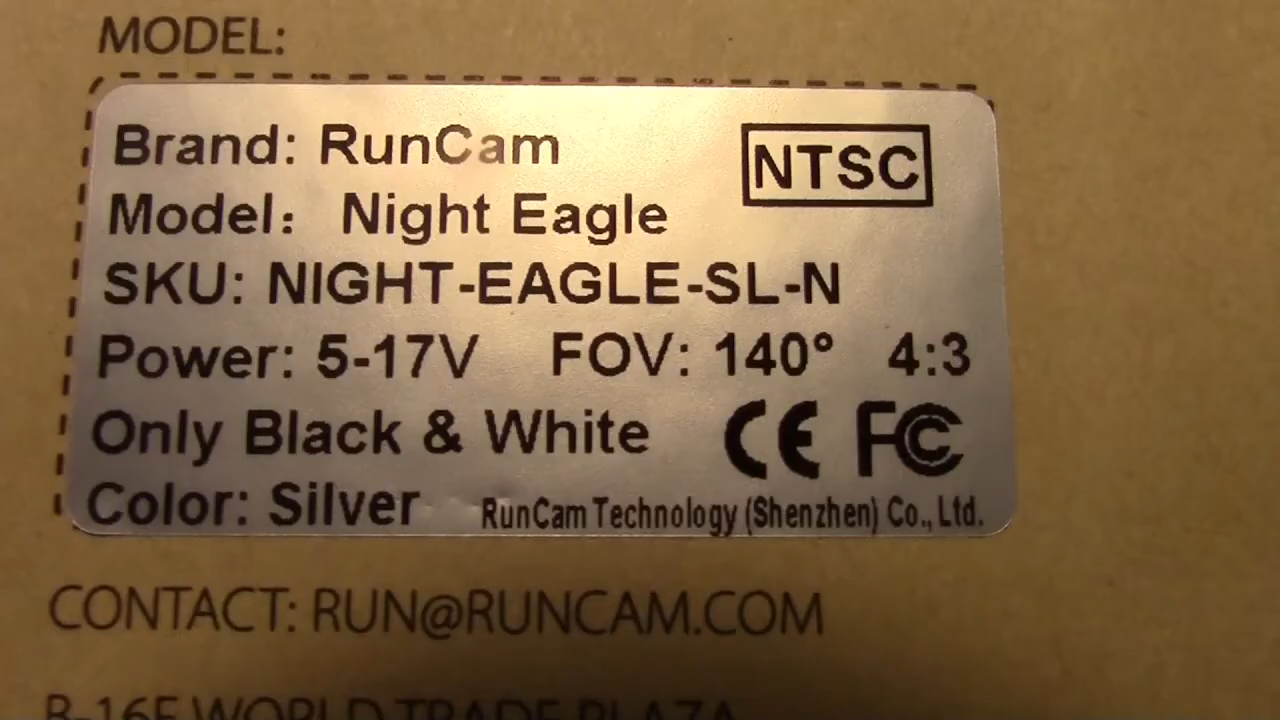 MODEL:
Brand: RunCam
NTSC
Model: Night Eagle
SKU: NIGHT-EAGLE-SL-N
Power: 5-17V FOV: 140° 4:3
Only Black & White CE FC
Color: Silver RunCam Technology (Shenzhen) Co., Ltd.
CONTACT: RUN@RUNCAM.COM
B-16F WORLD TRADE PLAZA